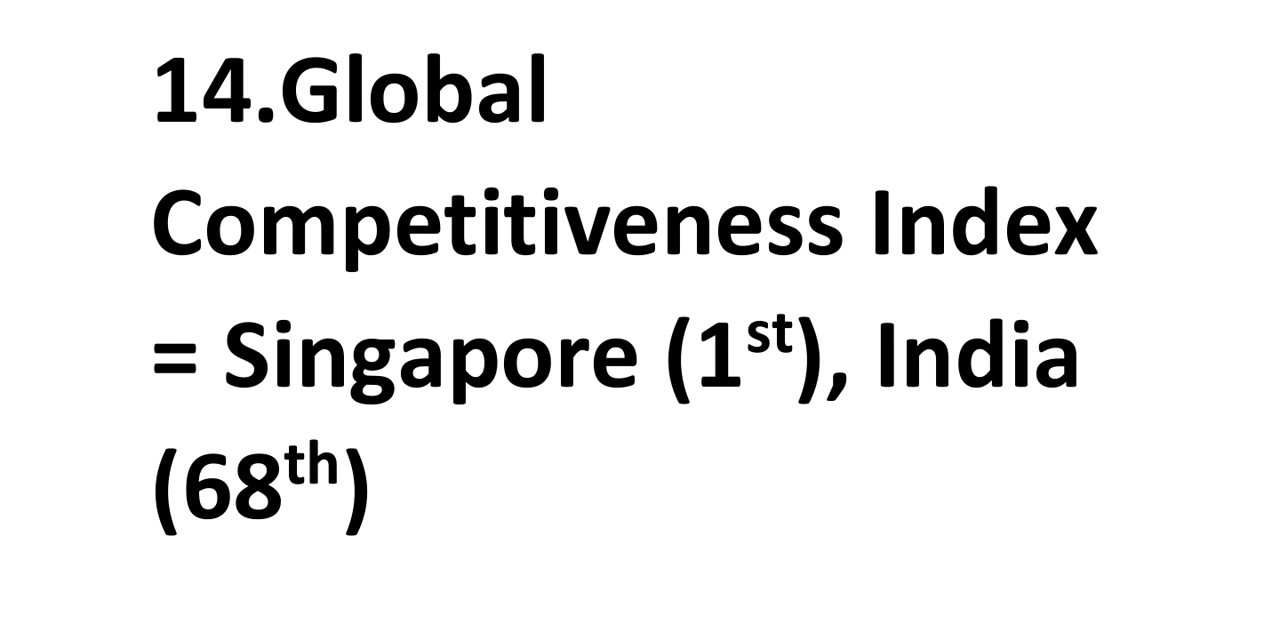 14.Global
Competitiveness Index
= Singapore (1st), India
(68th)